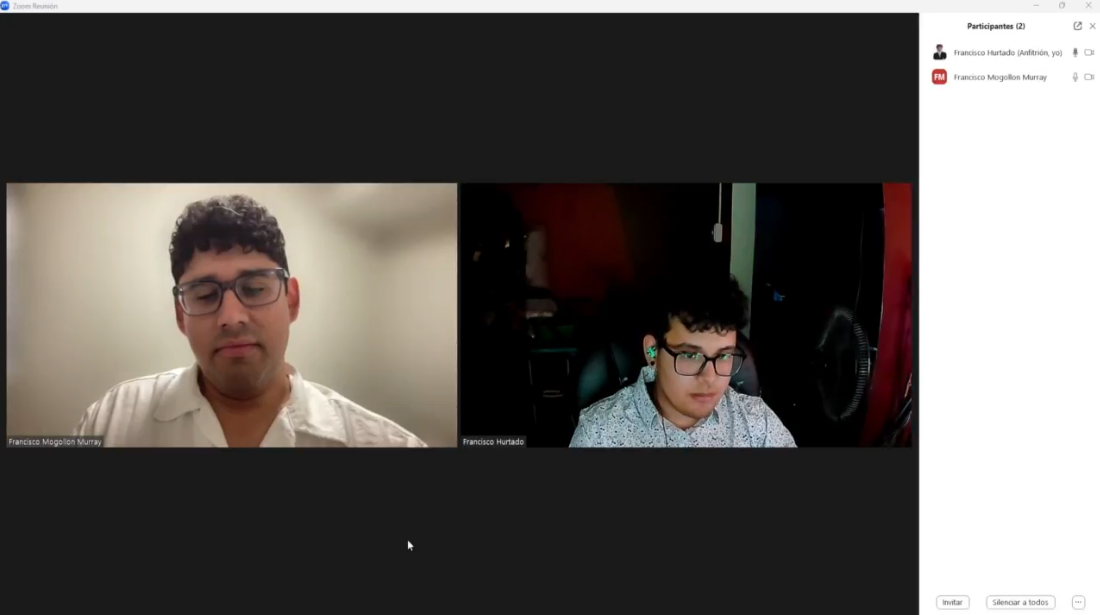 Zoom Reunión
Participantes (2)
Francisco Hurtado (Anfitrión, yo)
FM
Francisco Mogollon Murray
Francisco Mogollon Murray
Francisco Hurtado
Invitar
Silenciar a todos